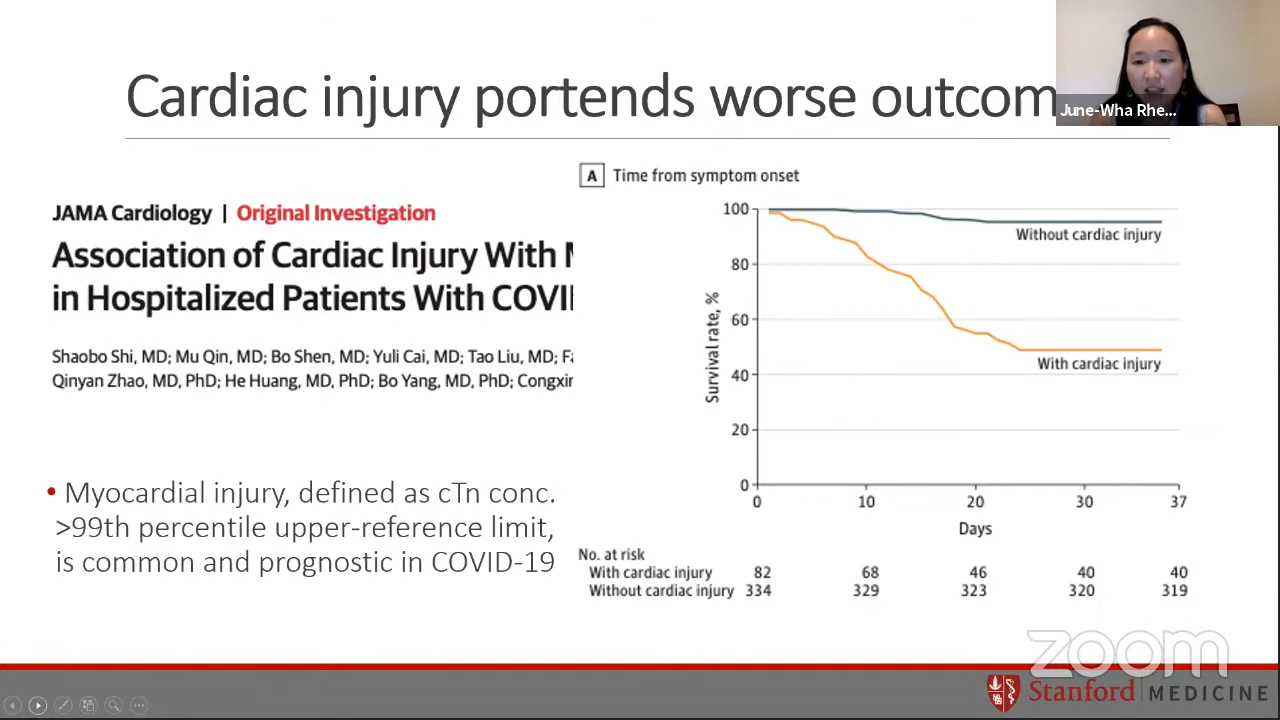 Cardiac injury portends worse outcom
June-Wha Rhe...
JAMA Cardiology | Original Investigation
Association of Cardiac Injury With M
in Hospitalized Patients With COVI
Shaobo Shi, MD; Mu Qin, MD; Bo Shen, MD; Yuli Cai, MD; Tao Liu, MD; Fa
Qinyan Zhao, MD, PhD; He Huang, MD, PhD; Bo Yang, MD, PhD; Congxin
• Myocardial injury, defined as cTn conc.
>99th percentile upper-reference limit,
is common and prognostic in COVID-19
A Time from symptom onset
100
80
60
40
20
0
Survival rate, %
Without cardiac injury
With cardiac injury
0 10 20 30 37
Days
No. at risk
With cardiac injury 82 68 46 40 40
Without cardiac injury 334 329 323 320 319
zoom
Stanford MEDICINE